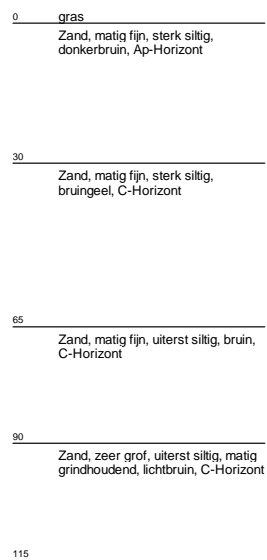 0 gras
Zand, matig fijn, sterk siltig,
donkerbruin, Ap-Horizont
30
Zand, matig fijn, sterk siltig,
bruingeel, C-Horizont
65
Zand, matig fijn, uiterst siltig, bruin,
C-Horizont
90
Zand, zeer grof, uiterst siltig, matig
grindhoudend, lichtbruin, C-Horizont
115